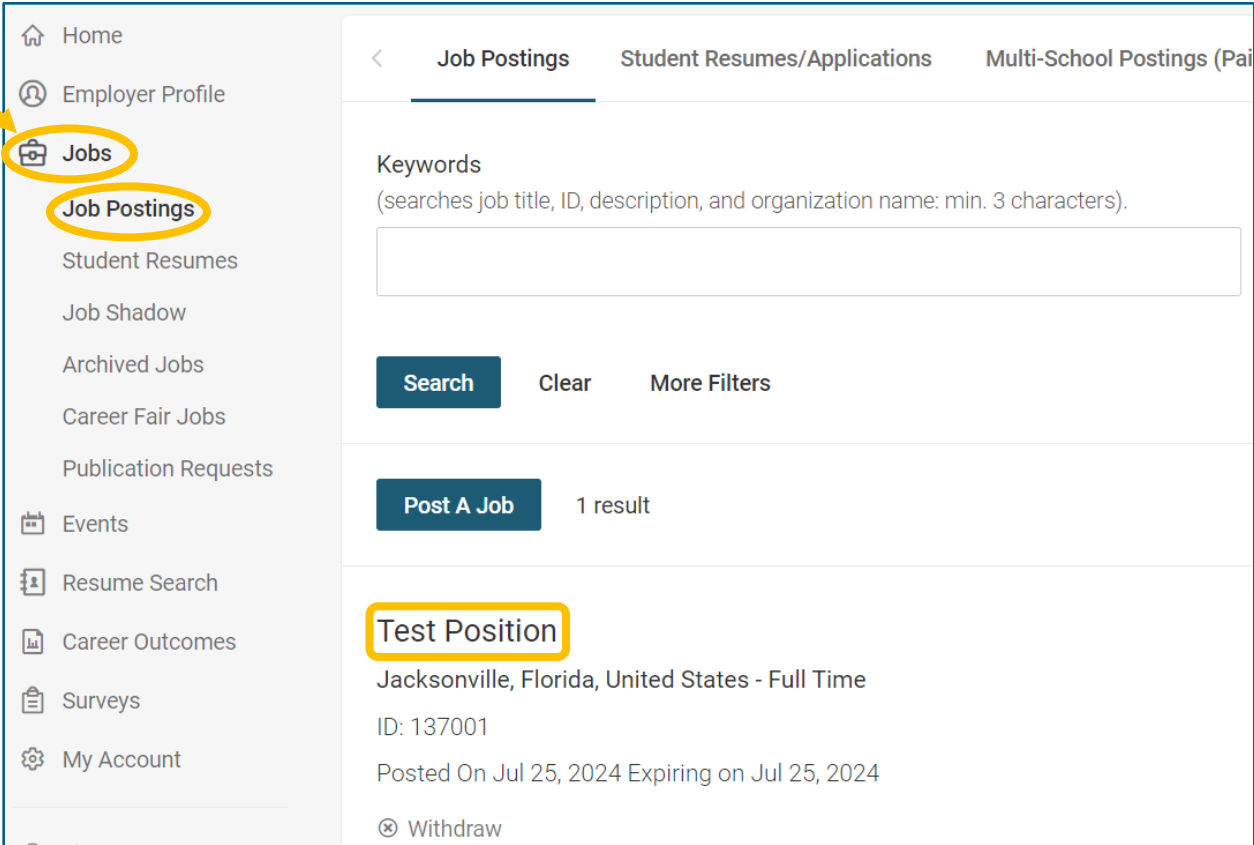 Home
Employer Profile
Jobs
Job Postings
Student Resumes
Job Shadow
Archived Jobs
Career Fair Jobs
Publication Requests
Events
Resume Search
Career Outcomes
Surveys
My Account
Job Postings Student Resumes/Applications Multi-School Postings (Pai
Keywords
(searches job title, ID, description, and organization name: min. 3 characters).
Search Clear More Filters
Post A Job 1 result
Test Position
Jacksonville, Florida, United States - Full Time
ID: 137001
Posted On Jul 25, 2024 Expiring on Jul 25, 2024
Withdraw